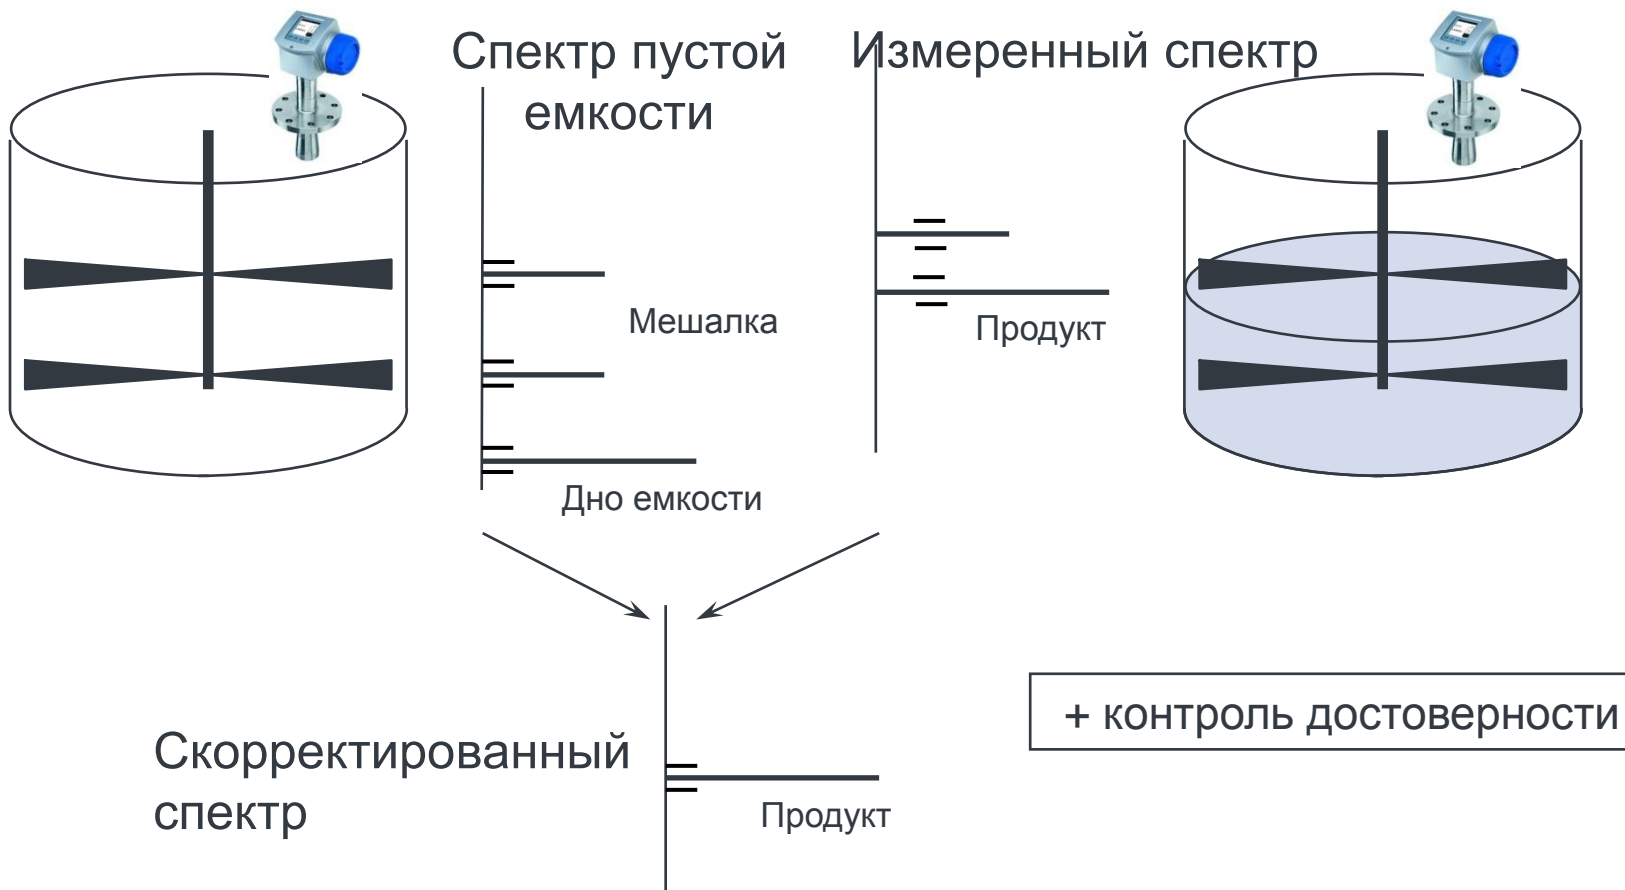 Спектр пустой
емкости
Измеренный спектр
Мешалка
Продукт
Дно емкости
Скорректированный
спектр
Продукт
+ контроль достоверности